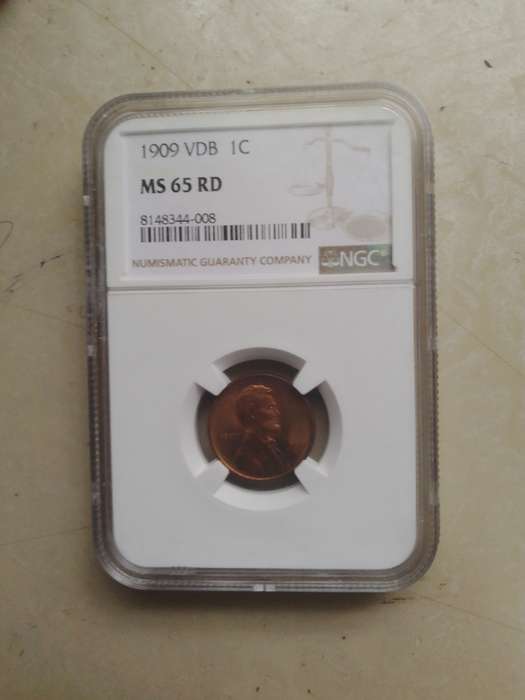 1909 VDB 1C
MS 65 RD
8148344-008
NUMISMATIC GUARANTY COMPANY NGC